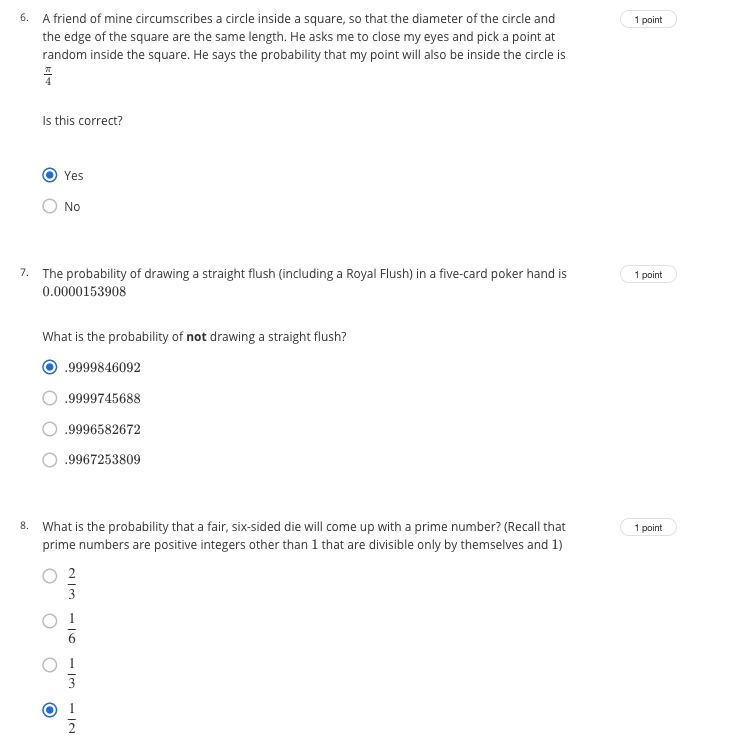 6. A friend of mine circumscribes a circle inside a square, so that the diameter of the circle and
1 point
the edge of the square are the same length. He asks me to close my eyes and pick a point at
random inside the square. He says the probability that my point will also be inside the circle is
π/4
Is this correct?
Yes
No
7. The probability of drawing a straight flush (including a Royal Flush) in a five-card poker hand is
1 point
0.0000153908
What is the probability of not drawing a straight flush?
.9999846092
.9999745688
.9996582672
.9967253809
8. What is the probability that a fair, six-sided die will come up with a prime number? (Recall that
1 point
prime numbers are positive integers other than 1 that are divisible only by themselves and 1)
2/3
1/6
1/3
1/2